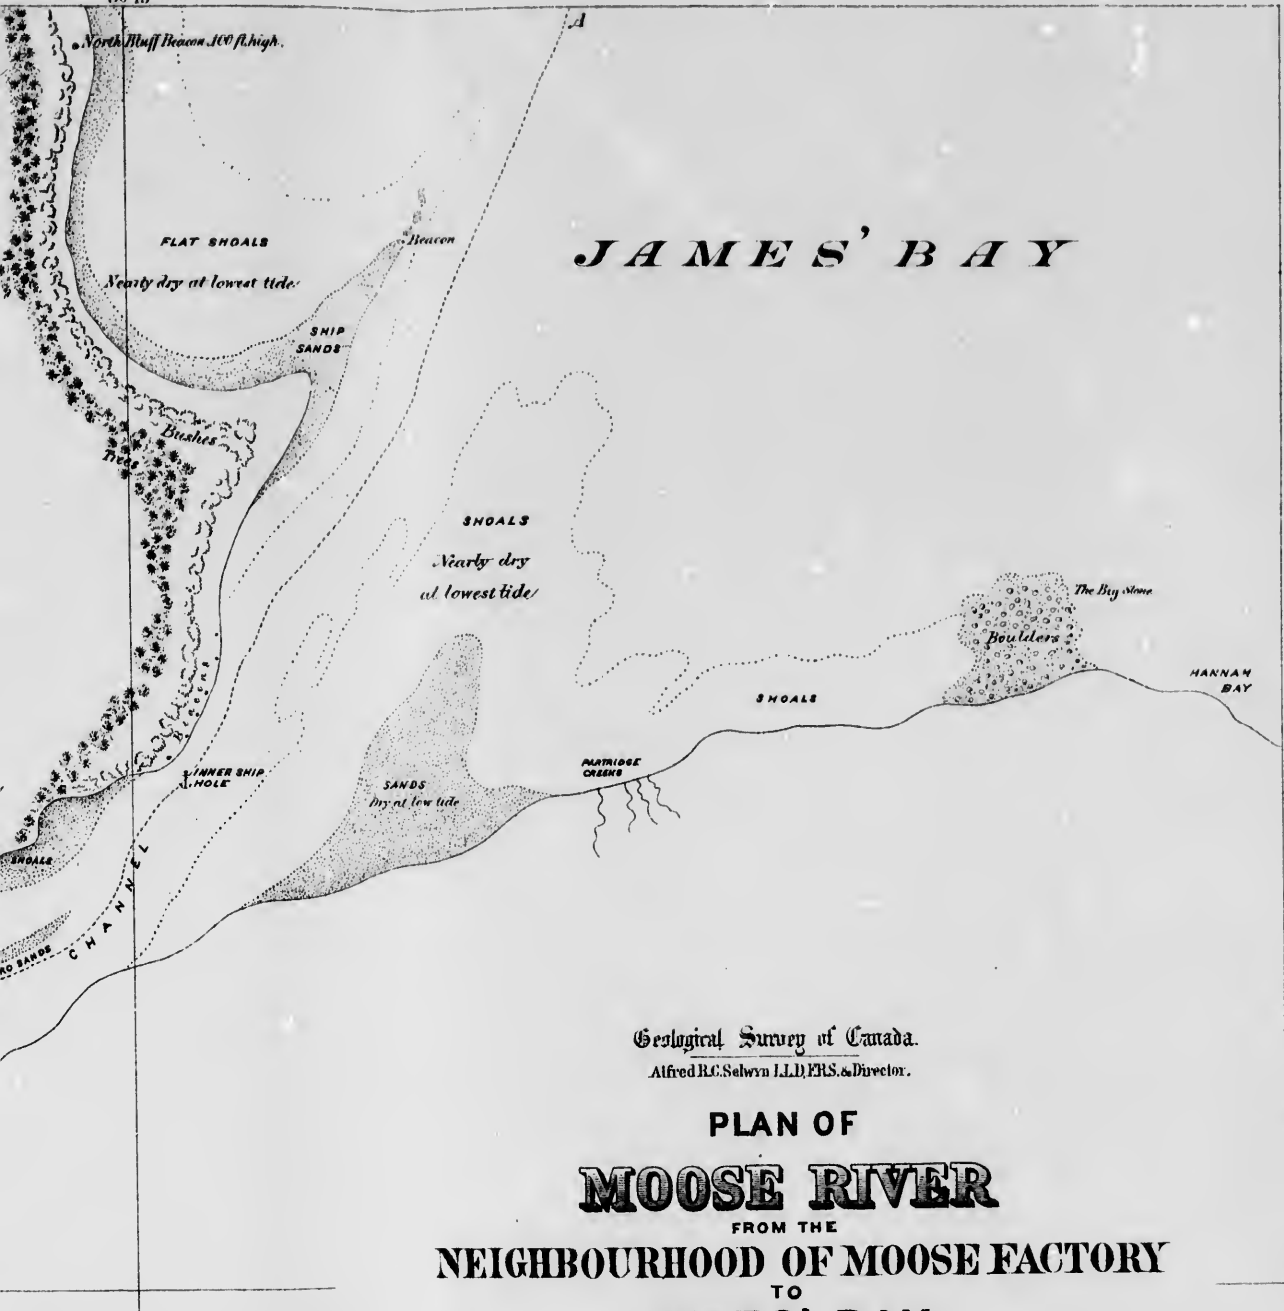 A
North Bluff Beacon 100 ft. high.
FLAT SHOALS
Nearly dry at lowest tide
Beacon
JAMES' BAY
SHIP
SANDS
Bushes
Trees
SHOALS
Nearly dry
at lowest tide
The Big Stone
Boulders
HANNAH
BAY
SHOALS
Beacons
INNER SHIP
HOLE
PARTRIDGE
CREEKS
SANDS
Dry at low tide
SHOALS
CHANNEL
SANDS
Geological Survey of Canada.
Alfred R.C. Selwyn L.L.D, F.R.S. & Director.
PLAN OF
MOOSE RIVER
FROM THE
NEIGHBOURHOOD OF MOOSE FACTORY
TO